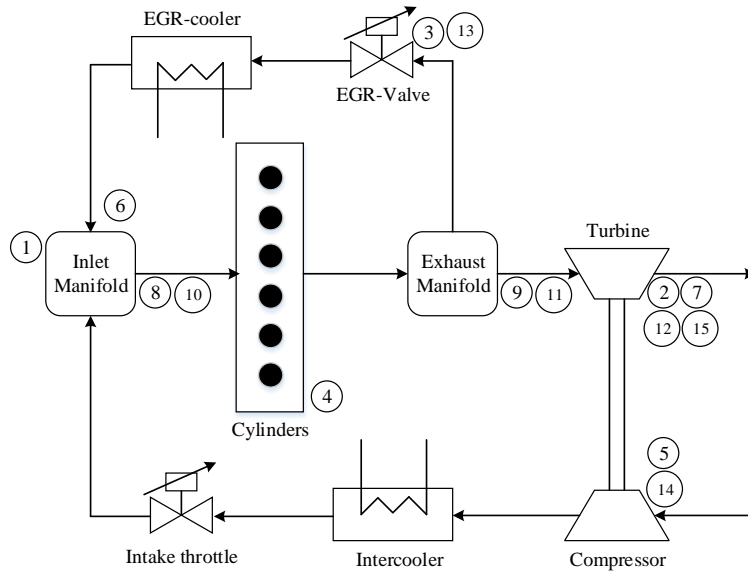 EGR-cooler
3 13
EGR-Valve
6
1
Inlet
Manifold
8 10
4
Cylinders
Exhaust
Manifold
9 11
Turbine
2 7
12 15
5
14
Intake throttle
Intercooler
Compressor